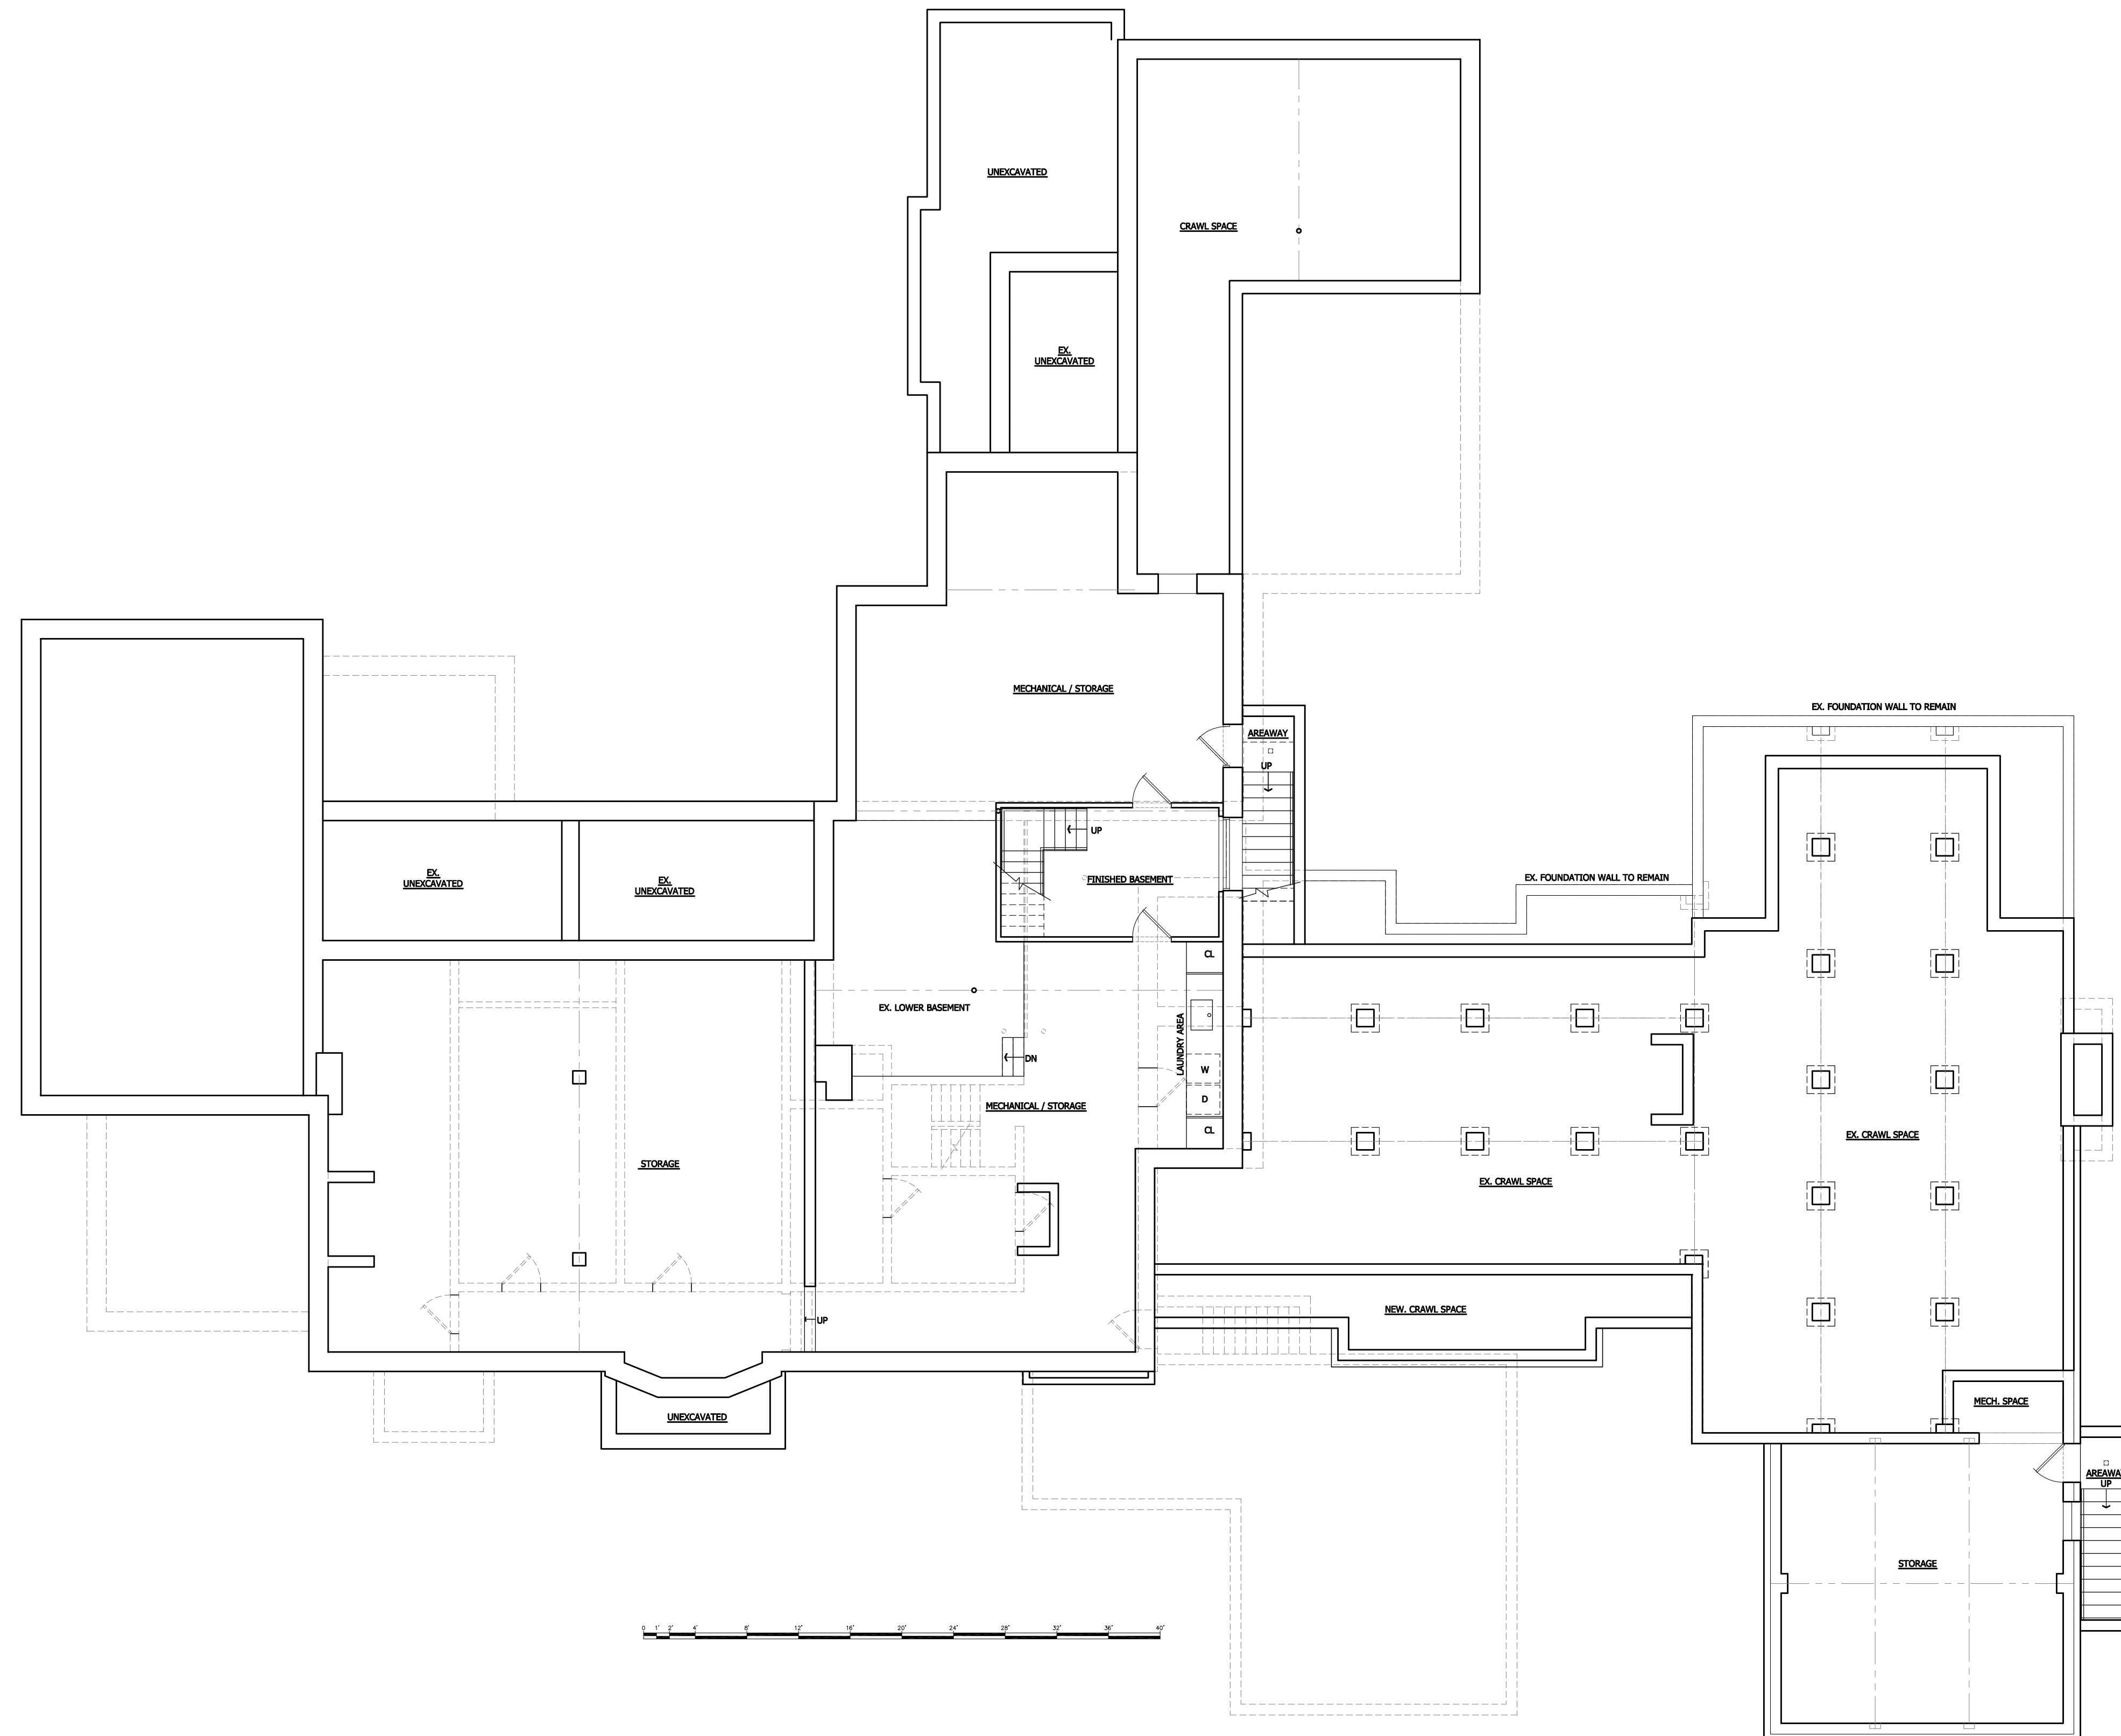 UNEXCAVATED
CRAWL SPACE
EX.
UNEXCAVATED
MECHANICAL / STORAGE
EX. FOUNDATION WALL TO REMAIN
AREAWAY
UP
UP
EX.
UNEXCAVATED
EX.
UNEXCAVATED
FINISHED BASEMENT
EX. FOUNDATION WALL TO REMAIN
CL
EX. LOWER BASEMENT
LAUNDRY AREA
DN
W
D
MECHANICAL / STORAGE
CL
EX. CRAWL SPACE
STORAGE
EX. CRAWL SPACE
NEW. CRAWL SPACE
UP
MECH. SPACE
UNEXCAVATED
AREAWA
UP
STORAGE
0 1' 2' 4' 8' 12' 16' 20' 24' 28' 32' 36' 40'